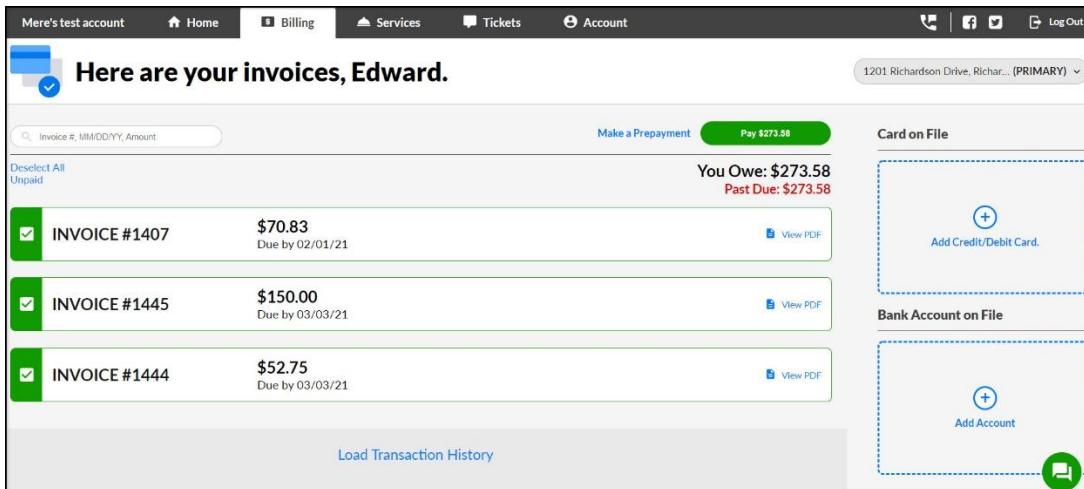 Mere's test account Home Billing Services Tickets Account Log Out
Here are your invoices, Edward.
1201 Richardson Drive, Richar... (PRIMARY)
Invoice #, MM/DD/YY, Amount
Make a Prepayment
Pay $273.58
Deselect All
Unpaid
You Owe: $273.58
Past Due: $273.58
INVOICE #1407
$70.83
Due by 02/01/21
View PDF
INVOICE #1445
$150.00
Due by 03/03/21
View PDF
INVOICE #1444
$52.75
Due by 03/03/21
View PDF
Load Transaction History
Card on File
Add Credit/Debit Card.
Bank Account on File
Add Account